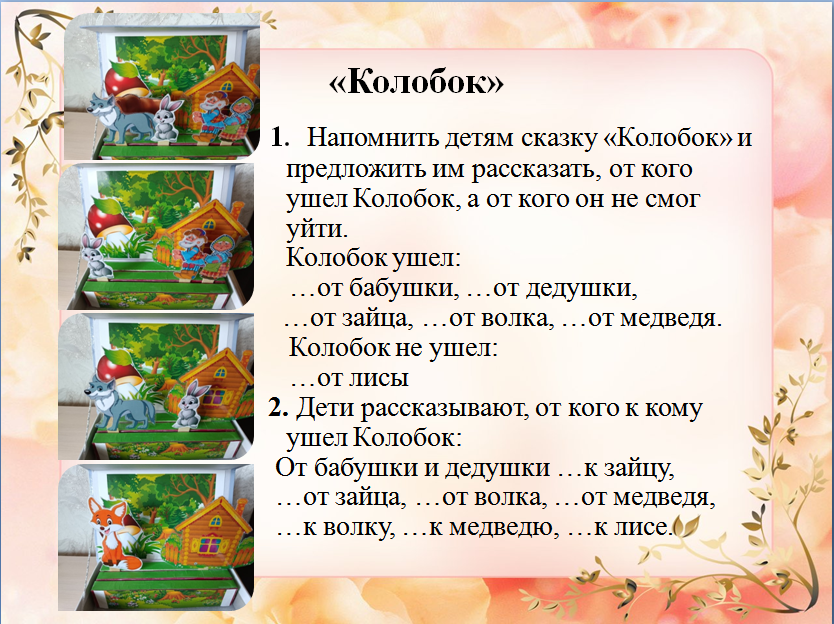 «Колобок»
1. Напомнить детям сказку «Колобок» и
предложить им рассказать, от кого
ушел Колобок, а от кого он не смог
уйти.
Колобок ушел:
…от бабушки, …от дедушки,
…от зайца, …от волка, …от медведя.
Колобок не ушел:
…от лисы
2. Дети рассказывают, от кого к кому
ушел Колобок:
От бабушки и дедушки …к зайцу,
…от зайца, …от волка, …от медведя,
…к волку, …к медведю, …к лисе.